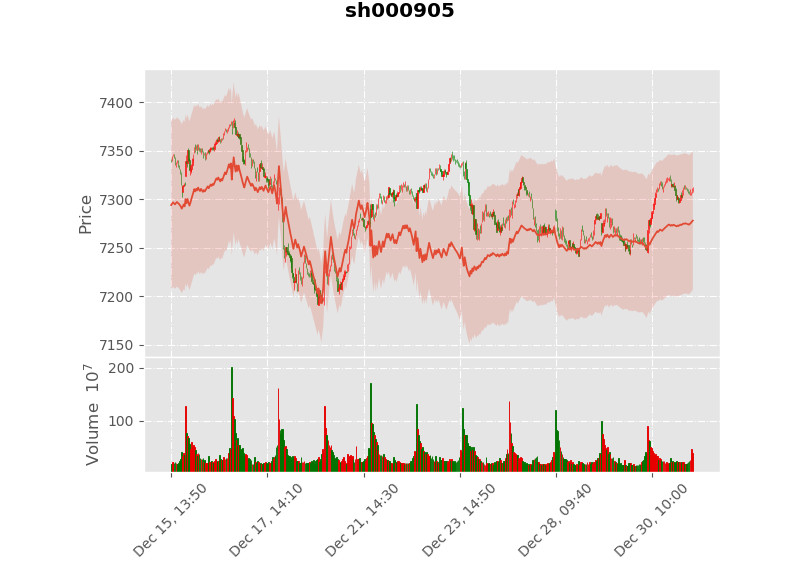 sh000905
Price
7400
7350
7300
7250
7200
7150
Volume 10^7
200
100
Dec 15, 13:50
Dec 17, 14:10
Dec 21, 14:30
Dec 23, 14:50
Dec 28, 09:40
Dec 30, 10:00